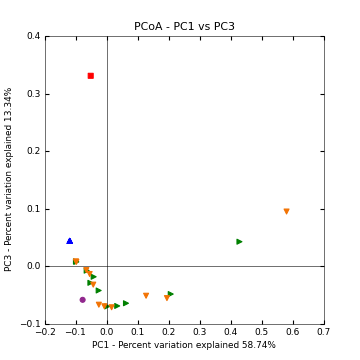 PCoA - PC1 vs PC3
PC3 - Percent variation explained 13.34%
0.4
0.3
0.2
0.1
0.0
−0.1
−0.2 −0.1 0.0 0.1 0.2 0.3 0.4 0.5 0.6 0.7
PC1 - Percent variation explained 58.74%